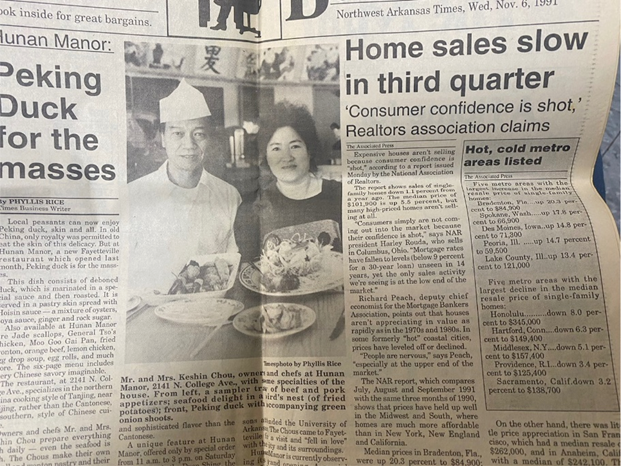 ook inside for great bargains.
Northwest Arkansas Times, Wed, Nov. 6, 1991
Hunan Manor:
Peking
Duck
for the
masses
By PHYLLIS RICE
Times Business Writer
Local peasants can now enjoy
Peking duck, skin and all. In old
China, only royalty was permitted to
eat the skin of this delicacy. But at
Hunan Manor, a new Fayetteville
restaurant which opened last
month, Peking duck is for the mass-
This dish consists of deboned
duck, which is marinated in a spe-
cial sauce and then roasted. It is
served in a pastry skin spread with
Hoisin sauce — a mixture of oysters,
soya sauce, ginger and rock sugar.
Also available at Hunan Manor
are Jade scallops, General Tso's
chicken, Moo Goo Gai Pan, fried
wonton, orange beef, lemon chicken,
egg drop soup, egg rolls, and much
more. The six-page menu includes
every Chinese savory imaginable.
The restaurant, at 2141 N. Col-
lege Ave., specializes in the northern
cooking style of
rather than the Cantonese,
southern, style of Chinese cui-
owners and chefs Mr. and Mrs.
Chou prepare everything
daily — even the seafood is
The Chous make their own
pastry and their
Timesphoto by Phyllis Rice
Mr. and Mrs. Keshin Chou, owners and chefs at Hunan
Manor, 2141 N. College Ave., with some specialties of the
house. From left, a sampler tray of beef and pork
appetizers; seafood delight in a bird's nest (of fried
potatoes); front, Peking duck with accompanying green
onion shoots.
and sophisticated flavor than the
Cantonese.
A unique feature at Hunan
Manor, offered only by special order
from 11 a.m. to 3 p.m. on Saturday
attended the University of
Arkansas. The Chous came to Fayet-
a visit and "fell in love"
with and its surroundings.
Home sales slow
in third quarter
'Consumer confidence is shot,'
Realtors association claims
The Associated Press
Expensive houses aren't selling
because consumer confidence is
"shot," according to a report issued
Monday by the National Association
of Realtors.
The report shows sales of single-
family homes down 1.1 percent from
a year ago. The median price of
$101,900 is up 5.5 percent, but
many high-priced homes aren't sell-
ing at all.
"Consumers simply are not com-
ing out into the market because
their confidence is shot," says NAR
president Harley Rouda, who sells
in Columbus, Ohio. "Mortgage rates
have fallen to levels (below 9 percent
for a 30-year loan) unseen in 14
years, yet the only sales activity
we're seeing is at the low end of the
market."
Richard Peach, deputy chief
economist for the Mortgage Bankers
Association, points out that houses
aren't appreciating in value as
rapidly as in the 1970s and 1980s. In
some formerly "hot" coastal cities,
prices have leveled off or declined.
"People are nervous," says Peach,
"especially at the upper end of the
market."
The NAR report, which compares
July, August and September 1991
with the same three months of 1990,
shows that prices have held up well
in the Midwest and South, where
homes are much more affordable
than in New York, New England
and California.
Median prices in Bradenton, Fla.,
were up 20.3 percent to $84,900
Hot, cold metro
areas listed
The Associated Press
Five metro areas with the
largest increase in the median
resale price of single-family
homes:
Bradenton, Fla. ...up 20.3 per-
cent to $84,900
Spokane, Wash. ...up 17.8 per-
cent to 66,900
Des Moines, Iowa..up 14.8 per-
cent to 71,300
Peoria, Ill. .....up 14.7 percent
to 59,500
Lake County, Ill..up 13.4 per-
cent to 121,000
Five metro areas with the
largest decline in the median
resale price of single-family
homes:
Honolulu..........down 8.0 per-
cent to $345,000
Hartford, Conn....down 6.3 per-
cent to $149,400
Middlesex, N.Y....down 5.1 per-
cent to $157,400
Providence, R.I...down 3.4 per-
cent to $125,400
Sacramento, Calif.down 3.2
percent to $138,700
On the other hand, there was lit-
tle price appreciation in San Fran-
cisco, which had a median resale
$262,000, and in Anaheim, Calif.
with a median of $242,100. The